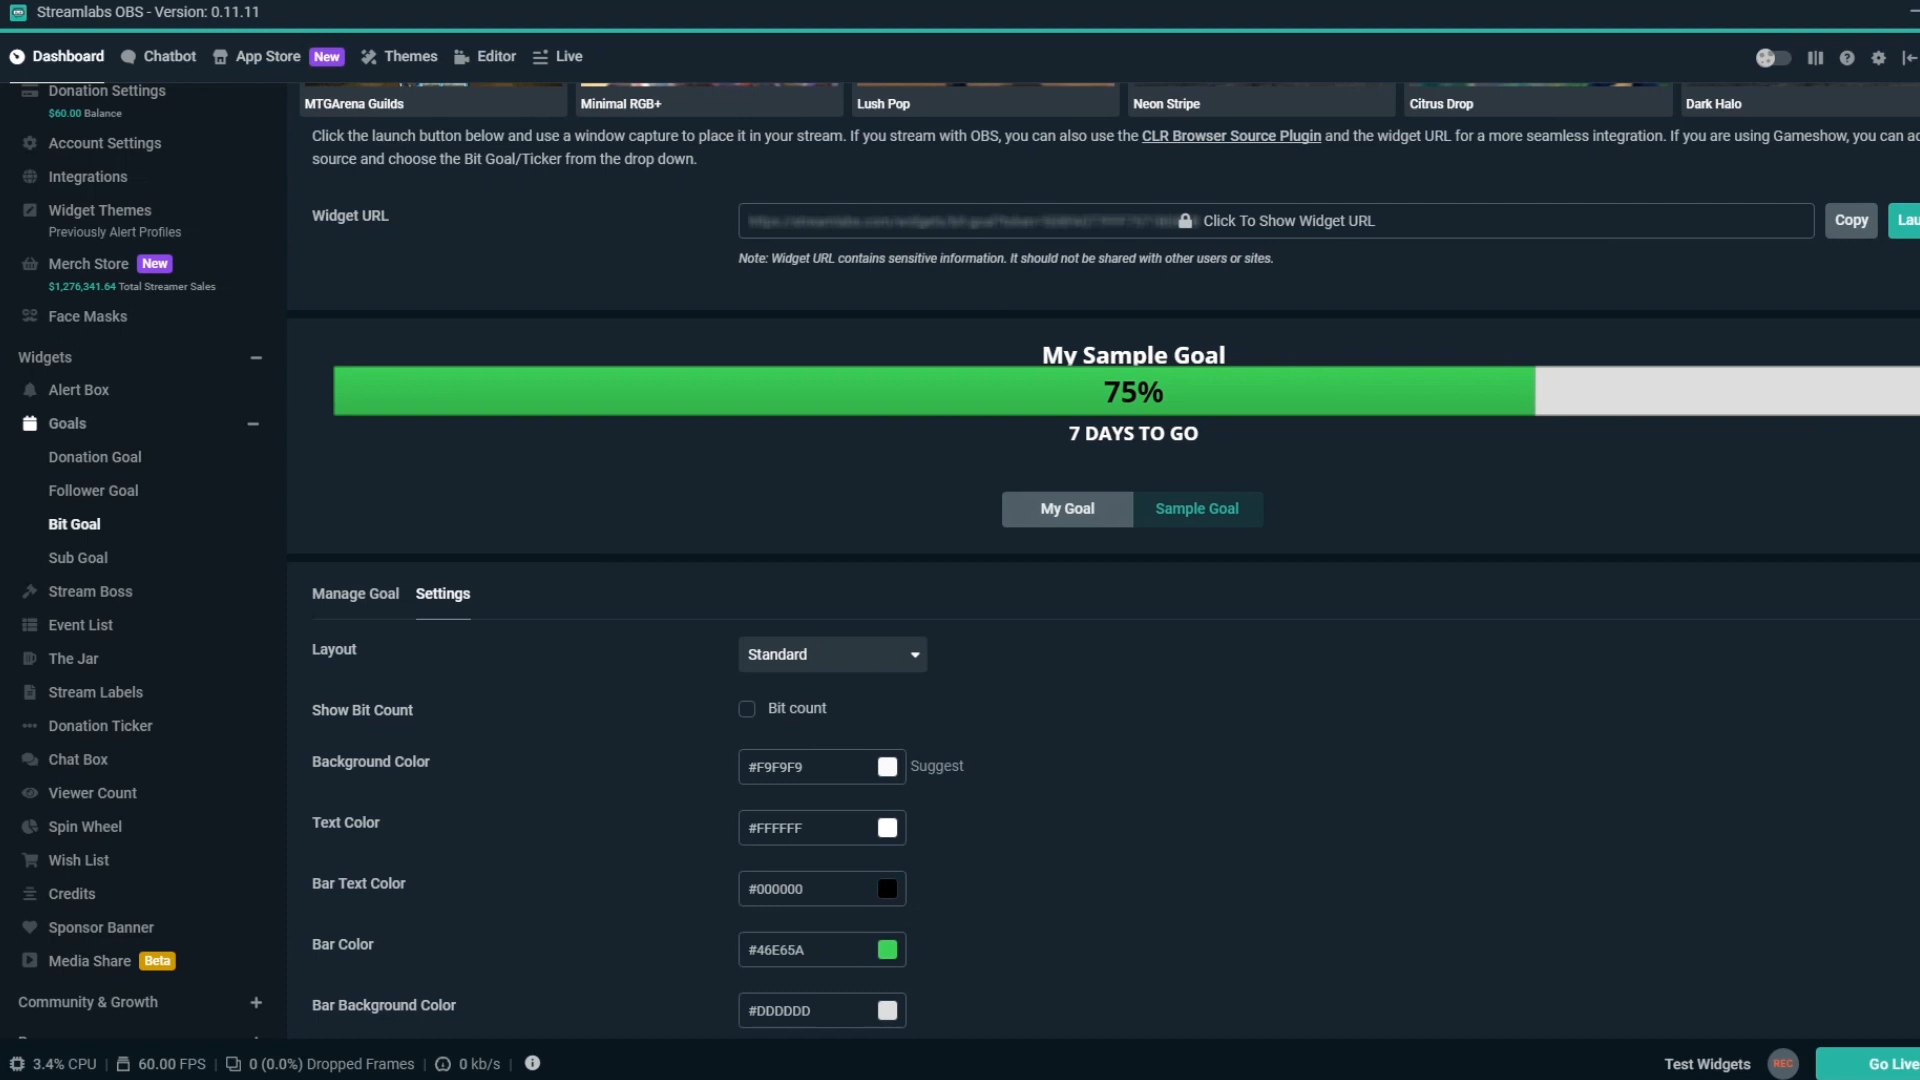 Streamlabs OBS - Version: 0.11.11
Dashboard Chatbot App Store New Themes Editor Live
Donation Settings
$60.00 Balance
Account Settings
Integrations
Widget Themes
Previously Alert Profiles
Merch Store New
$1,276,341.64 Total Streamer Sales
Face Masks
Widgets
Alert Box
Goals
Donation Goal
Follower Goal
Bit Goal
Sub Goal
Stream Boss
Event List
The Jar
Stream Labels
Donation Ticker
Chat Box
Viewer Count
Spin Wheel
Wish List
Credits
Sponsor Banner
Media Share Beta
Community & Growth
MTGArena Guilds Minimal RGB+ Lush Pop Neon Stripe Citrus Drop Dark Halo
Click the launch button below and use a window capture to place it in your stream. If you stream with OBS, you can also use the CLR Browser Source Plugin and the widget URL for a more seamless integration. If you are using Gameshow, you can
source and choose the Bit Goal/Ticker from the drop down.
Widget URL
Click To Show Widget URL
Copy Lau
Note: Widget URL contains sensitive information. It should not be shared with other users or sites.
My Sample Goal
75%
7 DAYS TO GO
My Goal Sample Goal
Manage Goal Settings
Layout Standard
Show Bit Count Bit count
Background Color #F9F9F9 Suggest
Text Color #FFFFFF
Bar Text Color #000000
Bar Color #46E65A
Bar Background Color #DDDDDD
3.4% CPU 60.00 FPS 0 (0.0%) Dropped Frames 0 kb/s
Test Widgets REC Go Live